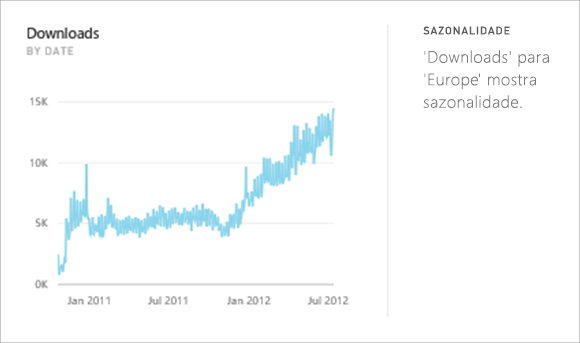 Downloads
BY DATE
15K
10K
5K
0K
Jan 2011 Jul 2011 Jan 2012 Jul 2012
SAZONALIDADE
'Downloads' para
'Europe' mostra
sazonalidade.